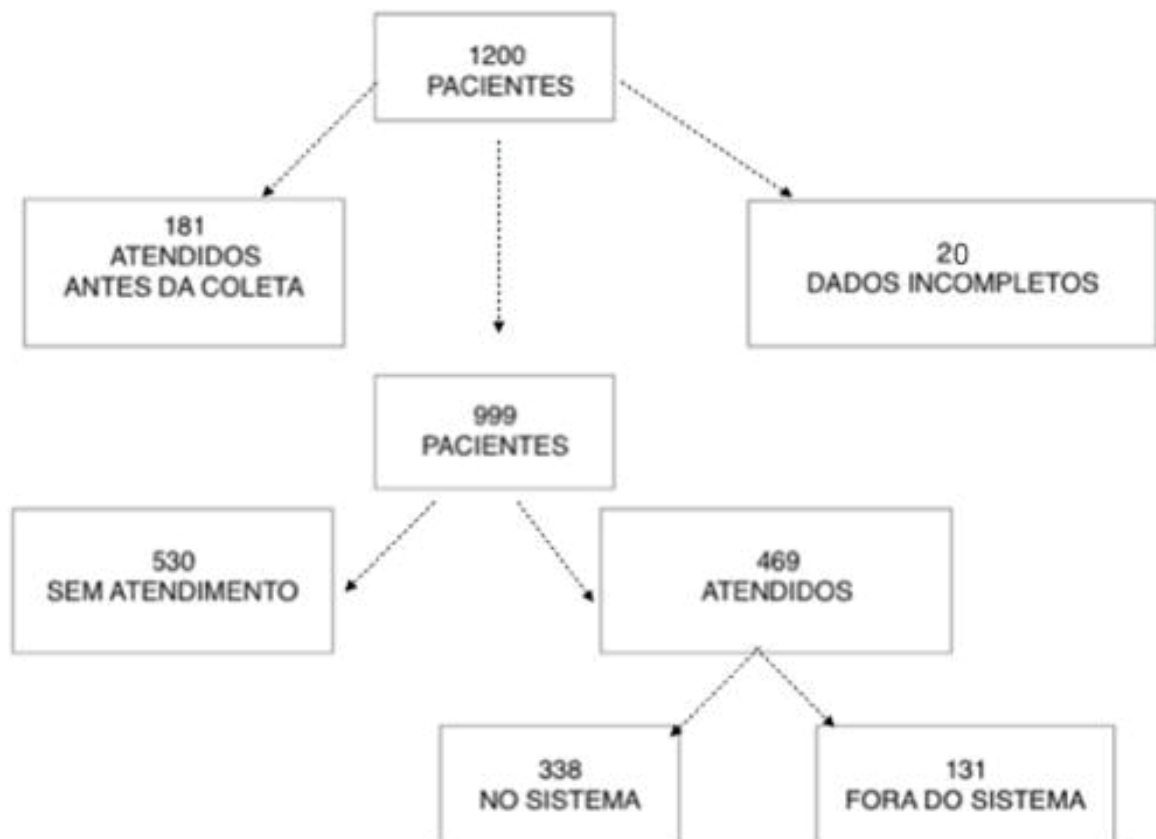 1200
PACIENTES
181
ATENDIDOS
ANTES DA COLETA
20
DADOS INCOMPLETOS
999
PACIENTES
530
SEM ATENDIMENTO
469
ATENDIDOS
338
NO SISTEMA
131
FORA DO SISTEMA